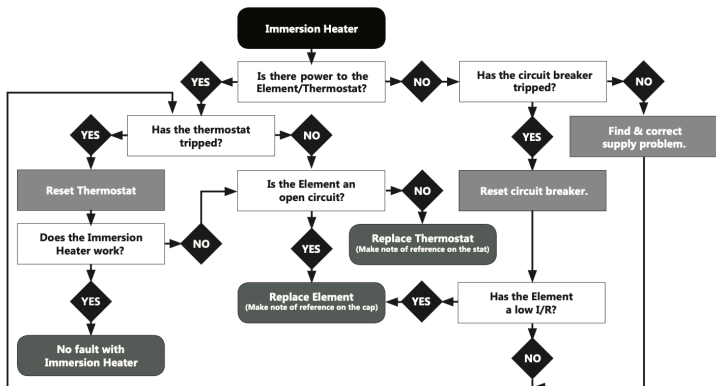 Immersion Heater
YES
Is there power to the
Element/Thermostat?
NO
Has the circuit breaker
tripped?
NO
YES
Has the thermostat
tripped?
NO
YES
Find & correct
supply problem.
Reset Thermostat
Is the Element an
open circuit?
NO
Reset circuit breaker.
Does the Immersion
Heater work?
NO
YES
Replace Thermostat
(Make note of reference on the stat)
YES
Replace Element
(Make note of reference on the cap)
YES
Has the Element
a low I/R?
No fault with
Immersion Heater
NO